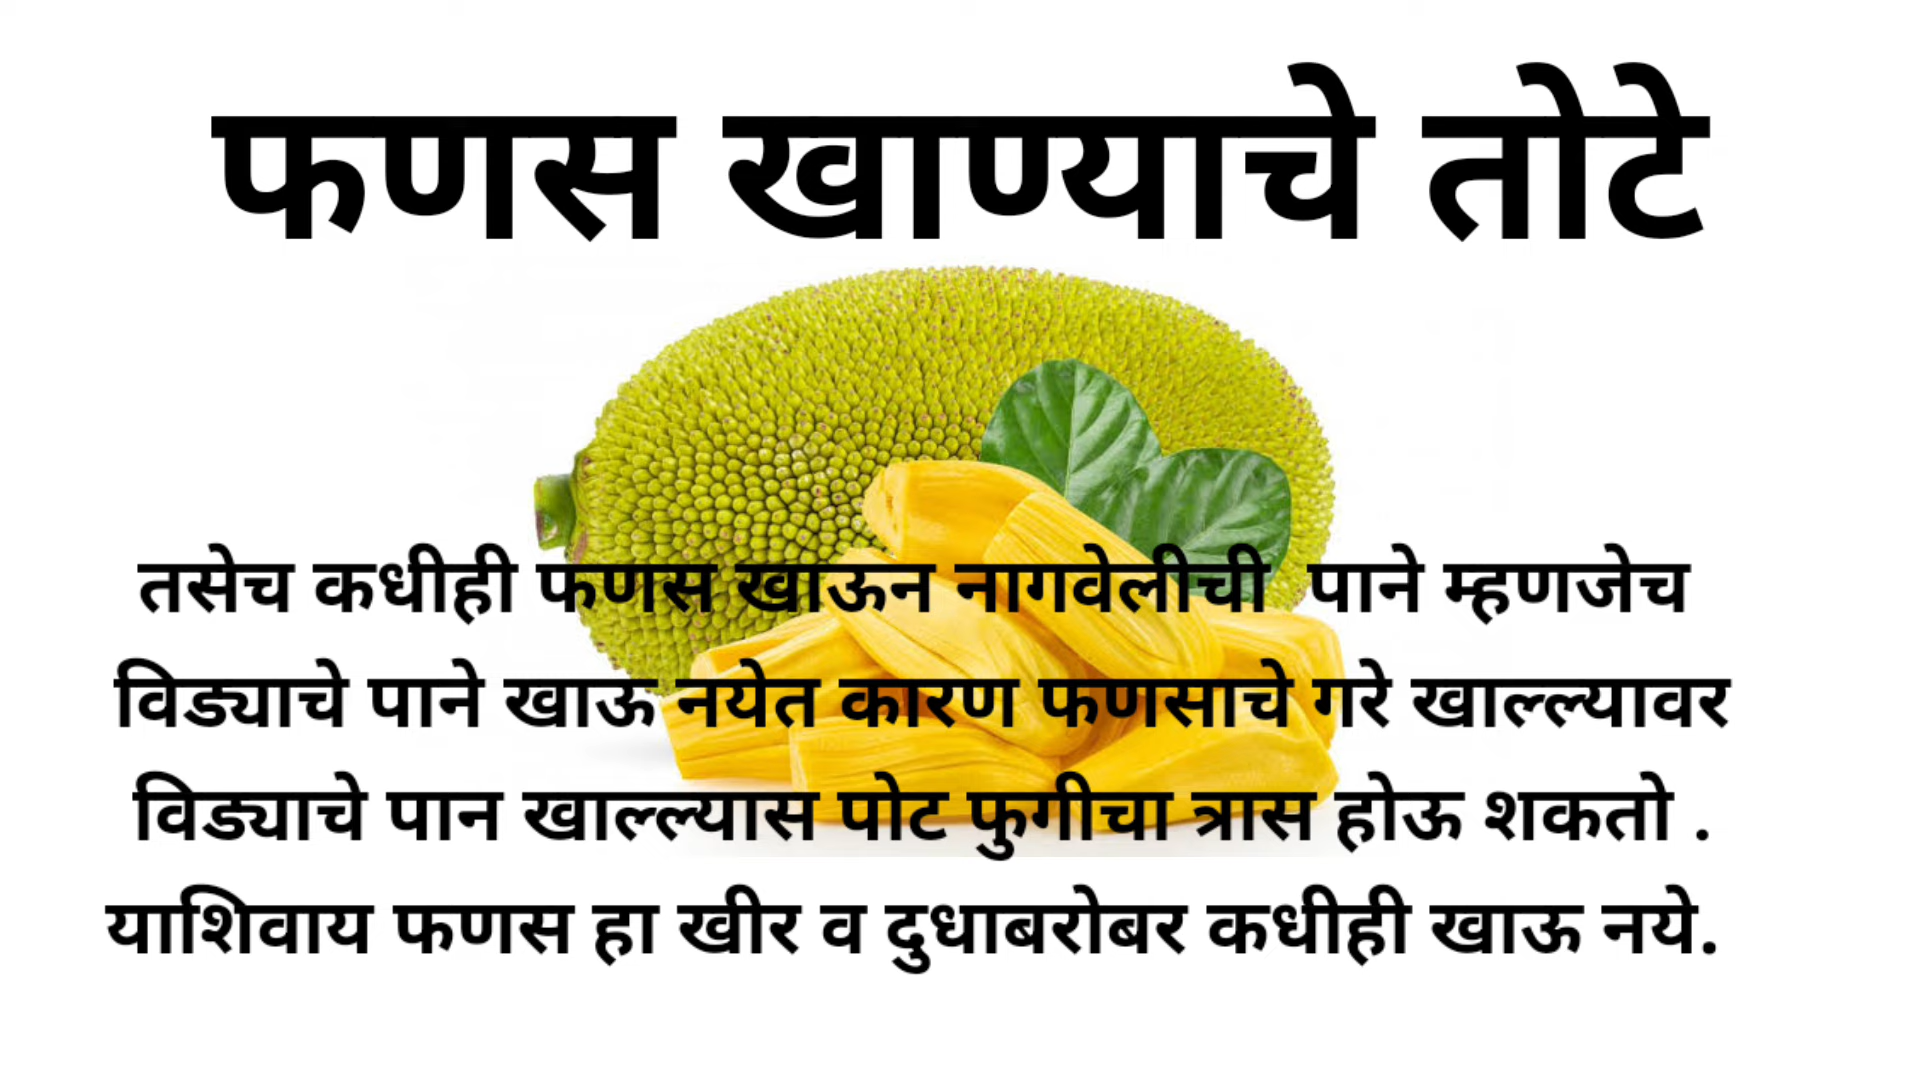 फणस खाण्याचे तोटे
तसेच कधीही फणस खाऊन नागवेलीची पाने म्हणजेच
विड्याचे पाने खाऊ नयेत कारण फणसाचे गरे खाल्ल्यावर
विड्याचे पान खाल्ल्यास पोट फुगीचा त्रास होऊ शकतो .
याशिवाय फणस हा खीर व दुधाबरोबर कधीही खाऊ नये.